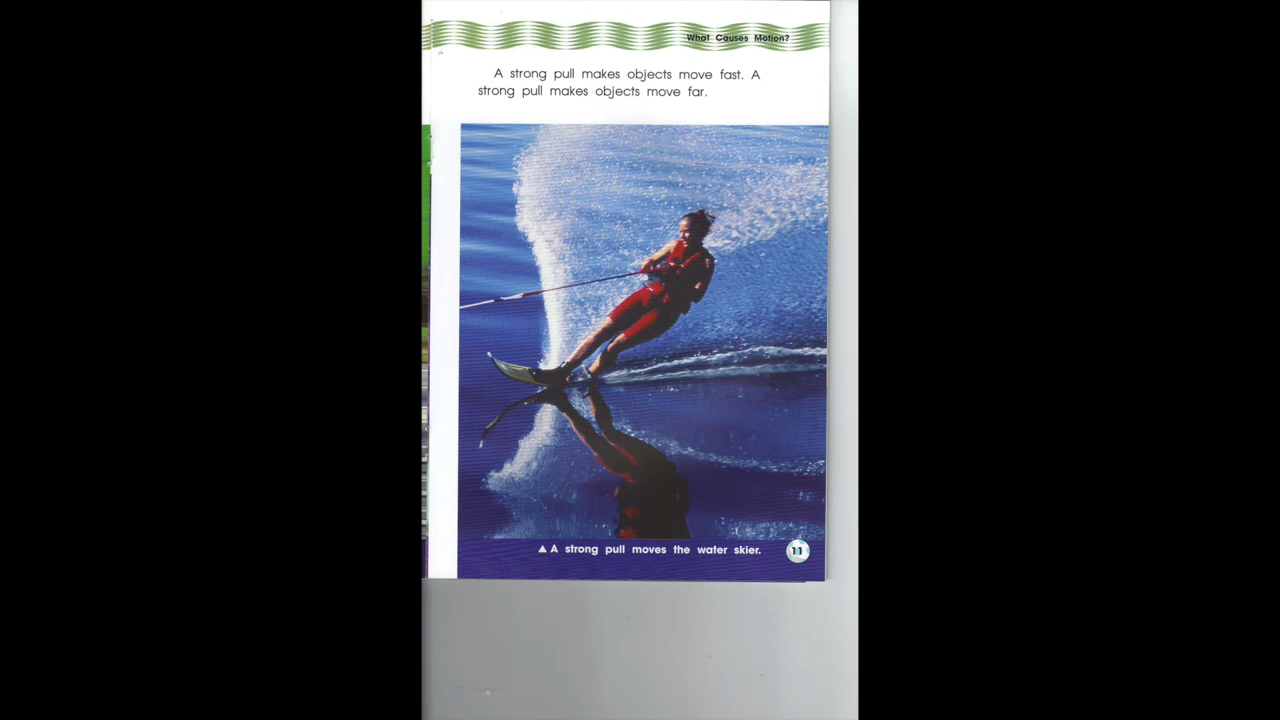 What Causes Motion?
A strong pull makes objects move fast. A
strong pull makes objects move far.
▲ A strong pull moves the water skier.
11